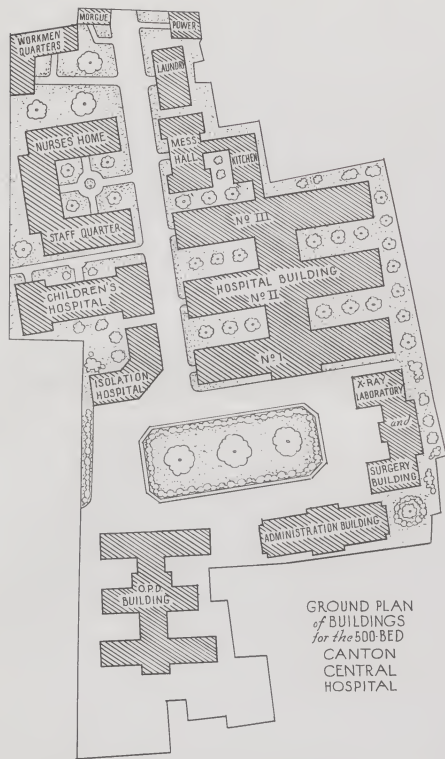 MORGUE
POWER
WORKMEN
QUARTERS
LAUNDRY
NURSES' HOME
MESS
HALL
KITCHEN
STAFF QUARTER
Nº III
CHILDREN'S
HOSPITAL
HOSPITAL BUILDING
Nº II
ISOLATION
HOSPITAL
Nº I
X-RAY
LABORATORY
and
SURGERY
BUILDING
ADMINISTRATION BUILDING
O.P.D
BUILDING
GROUND PLAN
of BUILDINGS
for the 500-BED
CANTON
CENTRAL
HOSPITAL